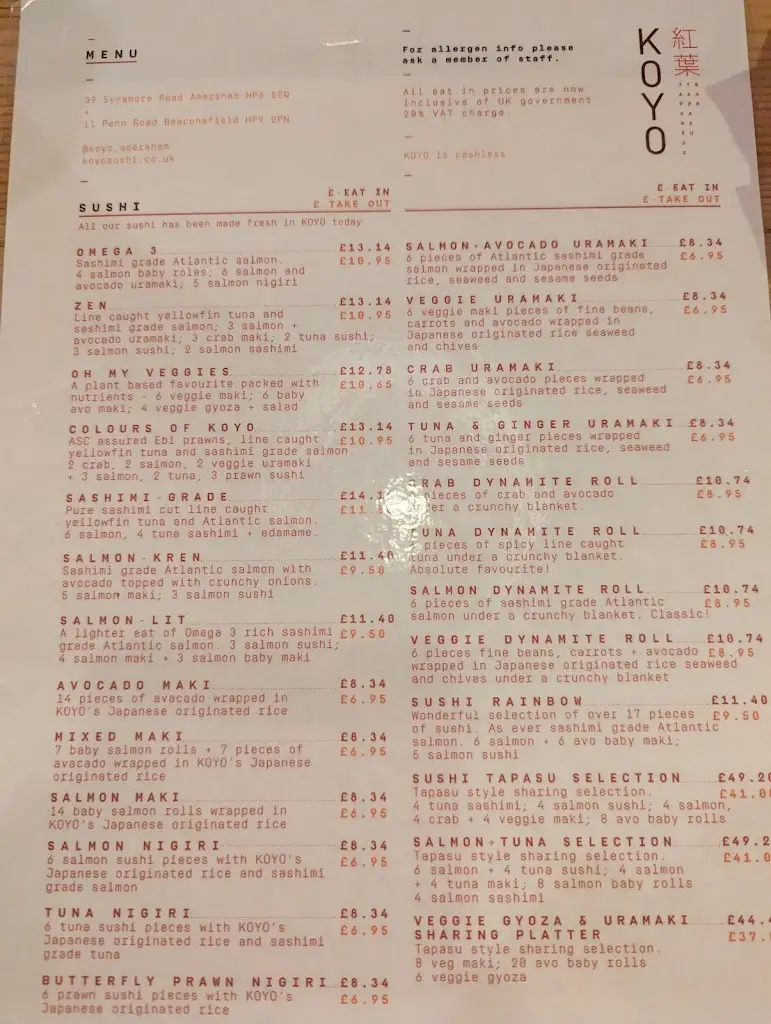 MENU
39 Sycamore Road Amersham HP6 5EQ
+
11 Penn Road Beaconsfield HP9 2PN
@koyo_amersham
koyosushi.co.uk
For allergen info please
ask a member of staff.
All eat in prices are now
inclusive of UK government
20% VAT charge.
KOYO is cashless
KOYO
紅葉
SUSHI
£ EAT IN
£ TAKE OUT
All our sushi has been made fresh in KOYO today
OMEGA 3 £13.14
Sashimi grade Atlantic salmon. £10.95
4 salmon baby roles; 6 salmon and
avocado uramaki; 5 salmon nigiri
ZEN £13.14
Line caught yellowfin tuna and £10.95
sashimi grade salmon; 3 salmon +
avocado uramaki; 3 crab maki; 2 tuna sushi;
3 salmon sushi; 2 salmon sashimi
OH MY VEGGIES £12.78
A plant based favourite packed with £10.65
nutrients - 6 veggie maki; 6 baby
avo maki; 4 veggie gyoza + salad
COLOURS OF KOYO £13.14
ASC assured Ebi prawns, line caught £10.95
yellowfin tuna and sashimi grade salmon.
2 crab, 2 salmon, 2 veggie uramaki
+ 3 salmon, 2 tuna, 3 prawn sushi
SASHIMI-GRADE
Pure sashimi cut line caught
yellowfin tuna and Atlantic salmon.
6 salmon, 4 tuna sashimi + edamame.
SALMON-KREN £11.40
Sashimi grade Atlantic salmon with £9.50
avocado topped with crunchy onions.
5 salmon maki; 3 salmon sushi
SALMON-LIT £11.40
A lighter eat of Omega 3 rich sashimi £9.50
grade Atlantic salmon. 3 salmon sushi;
4 salmon maki + 3 salmon baby maki
AVOCADO MAKI £8.34
14 pieces of avacado wrapped in £6.95
KOYO's Japanese originated rice
MIXED MAKI £8.34
7 baby salmon rolls + 7 pieces of £6.95
avacado wrapped in KOYO's Japanese
originated rice
SALMON MAKI £8.34
14 baby salmon rolls wrapped in £6.95
KOYO's Japanese originated rice
SALMON NIGIRI £8.34
6 salmon sushi pieces with KOYO's £6.95
Japanese originated rice and sashimi
grade salmon
TUNA NIGIRI £8.34
6 tuna sushi pieces with KOYO's £6.95
Japanese originated rice and sashimi
grade tuna
BUTTERFLY PRAWN NIGIRI £8.34
6 prawn sushi pieces with KOYO's £6.95
Japanese originated rice
£ EAT IN
£ TAKE OUT
SALMON+AVOCADO URAMAKI £8.34
6 pieces of Atlantic sashimi grade £6.95
salmon wrapped in Japanese originated
rice, seaweed and sesame seeds
VEGGIE URAMAKI £8.34
6 veggie maki pieces of fine beans, £6.95
carrots and avocado wrapped in
Japanese originated rice seaweed
and chives
CRAB URAMAKI £8.34
6 crab and avocado pieces wrapped £6.95
in Japanese originated rice, seaweed
and sesame seeds
TUNA & GINGER URAMAKI £8.34
6 tuna and ginger pieces wrapped £6.95
in Japanese originated rice, seaweed
and sesame seeds
CRAB DYNAMITE ROLL £10.74
pieces of crab and avocado £8.95
under a crunchy blanket.
TUNA DYNAMITE ROLL £10.74
pieces of spicy line caught £8.95
tuna under a crunchy blanket.
Absolute favourite!
SALMON DYNAMITE ROLL £10.74
6 pieces of sashimi grade Atlantic £8.95
salmon under a crunchy blanket. Classic!
VEGGIE DYNAMITE ROLL £10.74
6 pieces fine beans, carrots + avocado £8.95
wrapped in Japanese originated rice seaweed
and chives under a crunchy blanket
SUSHI RAINBOW £11.40
Wonderful selection of over 17 pieces £9.50
of sushi. As ever sashimi grade Atlantic
salmon. 6 salmon + 6 avo baby maki;
5 salmon sushi
SUSHI TAPASU SELECTION £49.20
Tapasu style sharing selection. £41.00
4 tuna sashimi; 4 salmon sushi; 4 salmon,
4 crab + 4 veggie maki; 8 avo baby rolls
SALMON+TUNA SELECTION £49.2
Tapasu style sharing selection. £41.0
6 salmon + 4 tuna sushi; 4 salmon
+ 4 tuna maki; 8 salmon baby rolls
4 salmon sashimi
VEGGIE GYOZA & URAMAKI £44.4
SHARING PLATTER £37.
Tapasu style sharing selection.
8 veg maki; 20 avo baby rolls
6 veggie gyoza